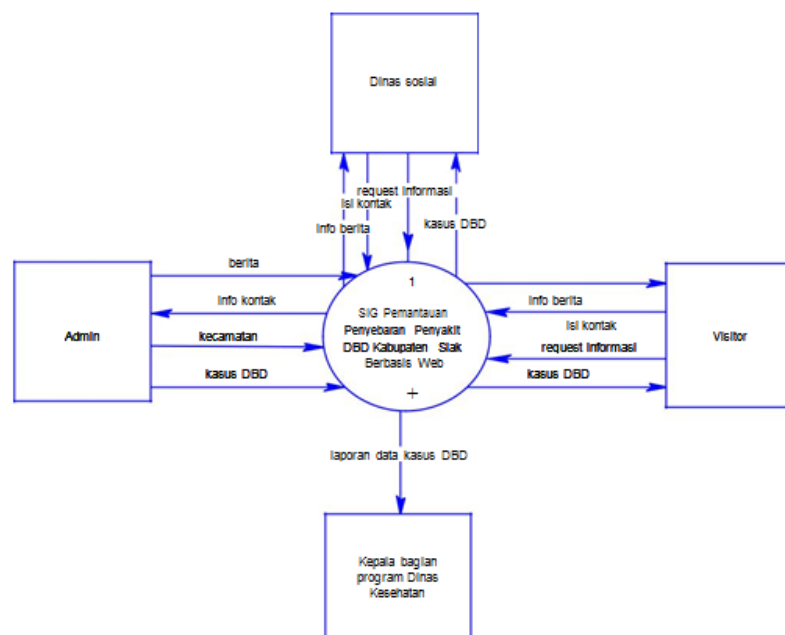 Dinas sosial
request informasi
isi kontak
info berita
kasus DBD
berita
info kontak
Admin
kecamatan
kasus DBD
1
SIG Pemantauan
Penyebaran Penyakit
DBD Kabupaten Siak
Berbasis Web
+
info berita
isi kontak
request informasi
kasus DBD
Visitor
laporan data kasus DBD
Kepala bagian
program Dinas
Kesehatan